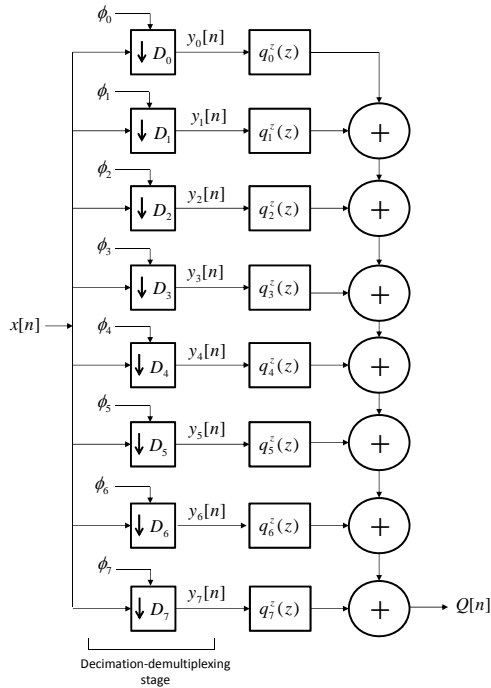 ϕ₀
↓ D₀ y₀[n] q₀ᶻ(z)
ϕ₁
↓ D₁ y₁[n] q₁ᶻ(z) +
ϕ₂
↓ D₂ y₂[n] q₂ᶻ(z) +
ϕ₃
↓ D₃ y₃[n] q₃ᶻ(z) +
x[n]
ϕ₄
↓ D₄ y₄[n] q₄ᶻ(z) +
ϕ₅
↓ D₅ y₅[n] q₅ᶻ(z) +
ϕ₆
↓ D₆ y₆[n] q₆ᶻ(z) +
ϕ₇
↓ D₇ y₇[n] q₇ᶻ(z) + Q[n]
Decimation-demultiplexing
stage